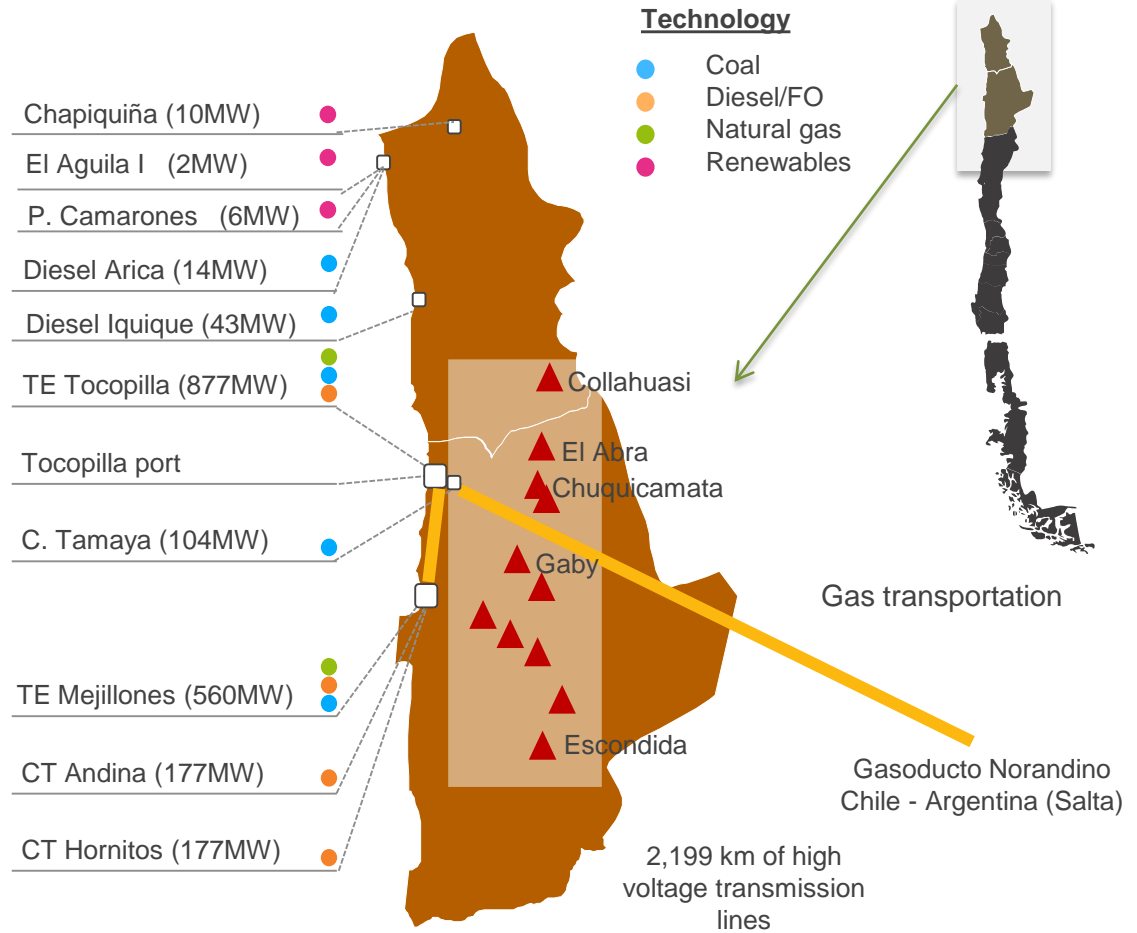 Technology
Coal
Diesel/FO
Natural gas
Renewables
Chapiquiña (10MW)
El Aguila I (2MW)
P. Camarones (6MW)
Diesel Arica (14MW)
Diesel Iquique (43MW)
TE Tocopilla (877MW)
Tocopilla port
C. Tamaya (104MW)
TE Mejillones (560MW)
CT Andina (177MW)
CT Hornitos (177MW)
Collahuasi
El Abra
Chuquicamata
Gaby
Escondida
Gas transportation
Gasoducto Norandino
Chile - Argentina (Salta)
2,199 km of high
voltage transmission
lines